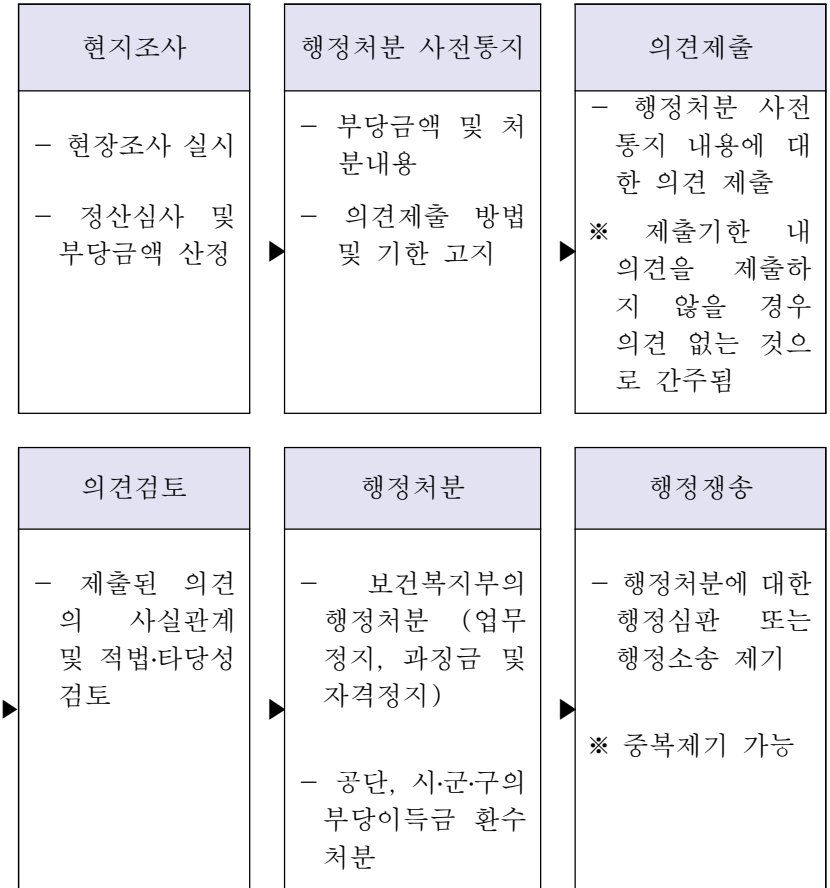 현지조사
- 현장조사 실시
- 정산심사 및
부당금액 산정
▶
행정처분 사전통지
- 부당금액 및 처
분내용
- 의견제출 방법
및 기한 고지
▶
의견제출
- 행정처분 사전
통지 내용에 대
한 의견 제출
※ 제출기한 내
의견을 제출하
지 않을 경우
의견 없는 것으
로 간주됨
▶
의견검토
- 제출된 의견
의 사실관계
및 적법·타당성
검토
▶
행정처분
- 보건복지부의
행정처분 (업무
정지, 과징금 및
자격정지)
- 공단, 시·군·구의
부당이득금 환수
처분
▶
행정쟁송
- 행정처분에 대한
행정심판 또는
행정소송 제기
※ 중복제기 가능